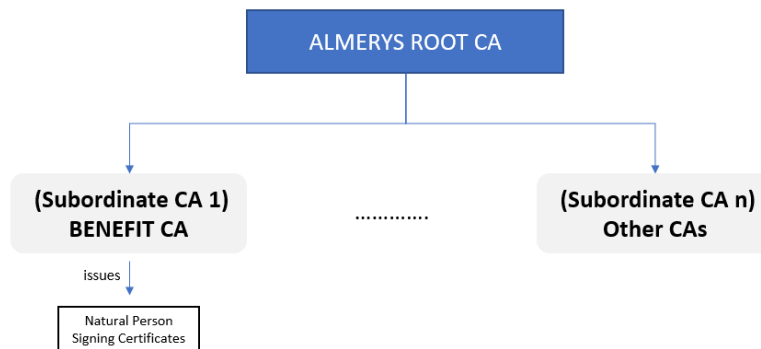 ALMERYS ROOT CA
(Subordinate CA 1)
BENEFIT CA
.............
(Subordinate CA n)
Other CAs
issues
Natural Person
Signing Certificates